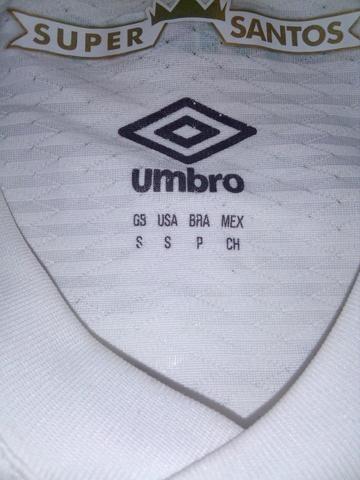 SUPER SANTOS
umbro
GB USA BRA MEX
S S P CH